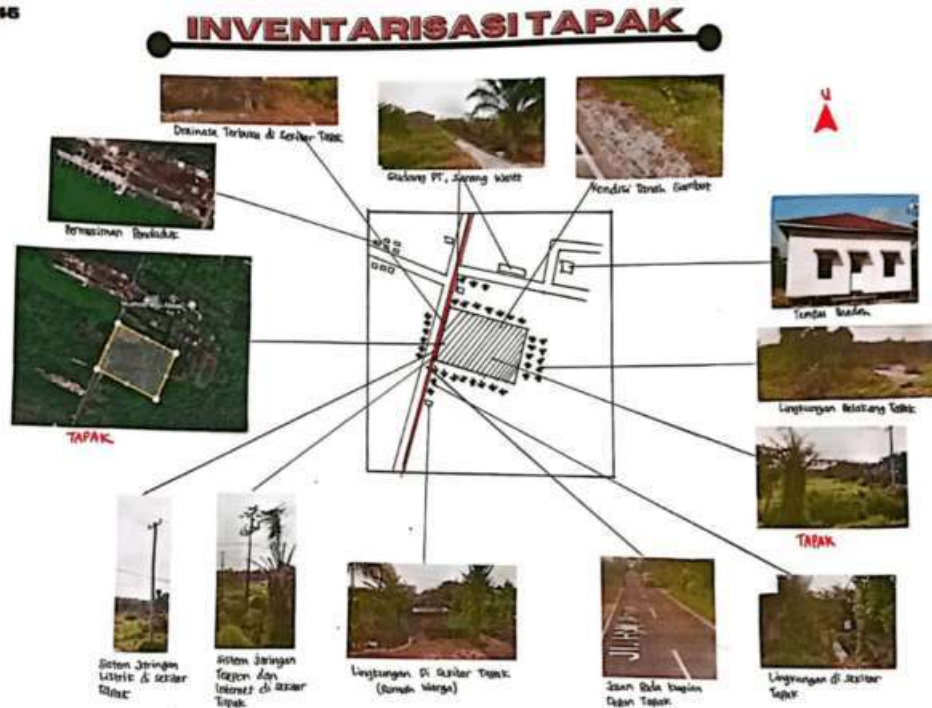 INVENTARISASI TAPAK
U
Drainase Terbuka di Sekitar Tapak
Gudang PT, Sarang Walet
Kondisi Tanah Gambut
Permukiman Penduduk
TAPAK
Lingkungan Belakang Tapak
TAPAK
Sistem Jaringan
Listrik di sekitar
Tapak
Sistem Jaringan
Telepon dan
Internet di sekitar
Tapak
Lingkungan Di Sekitar Tapak
(Rumah Warga)
Jalan Pada bagian
Depan Tapak
Lingkungan di sekitar
Tapak